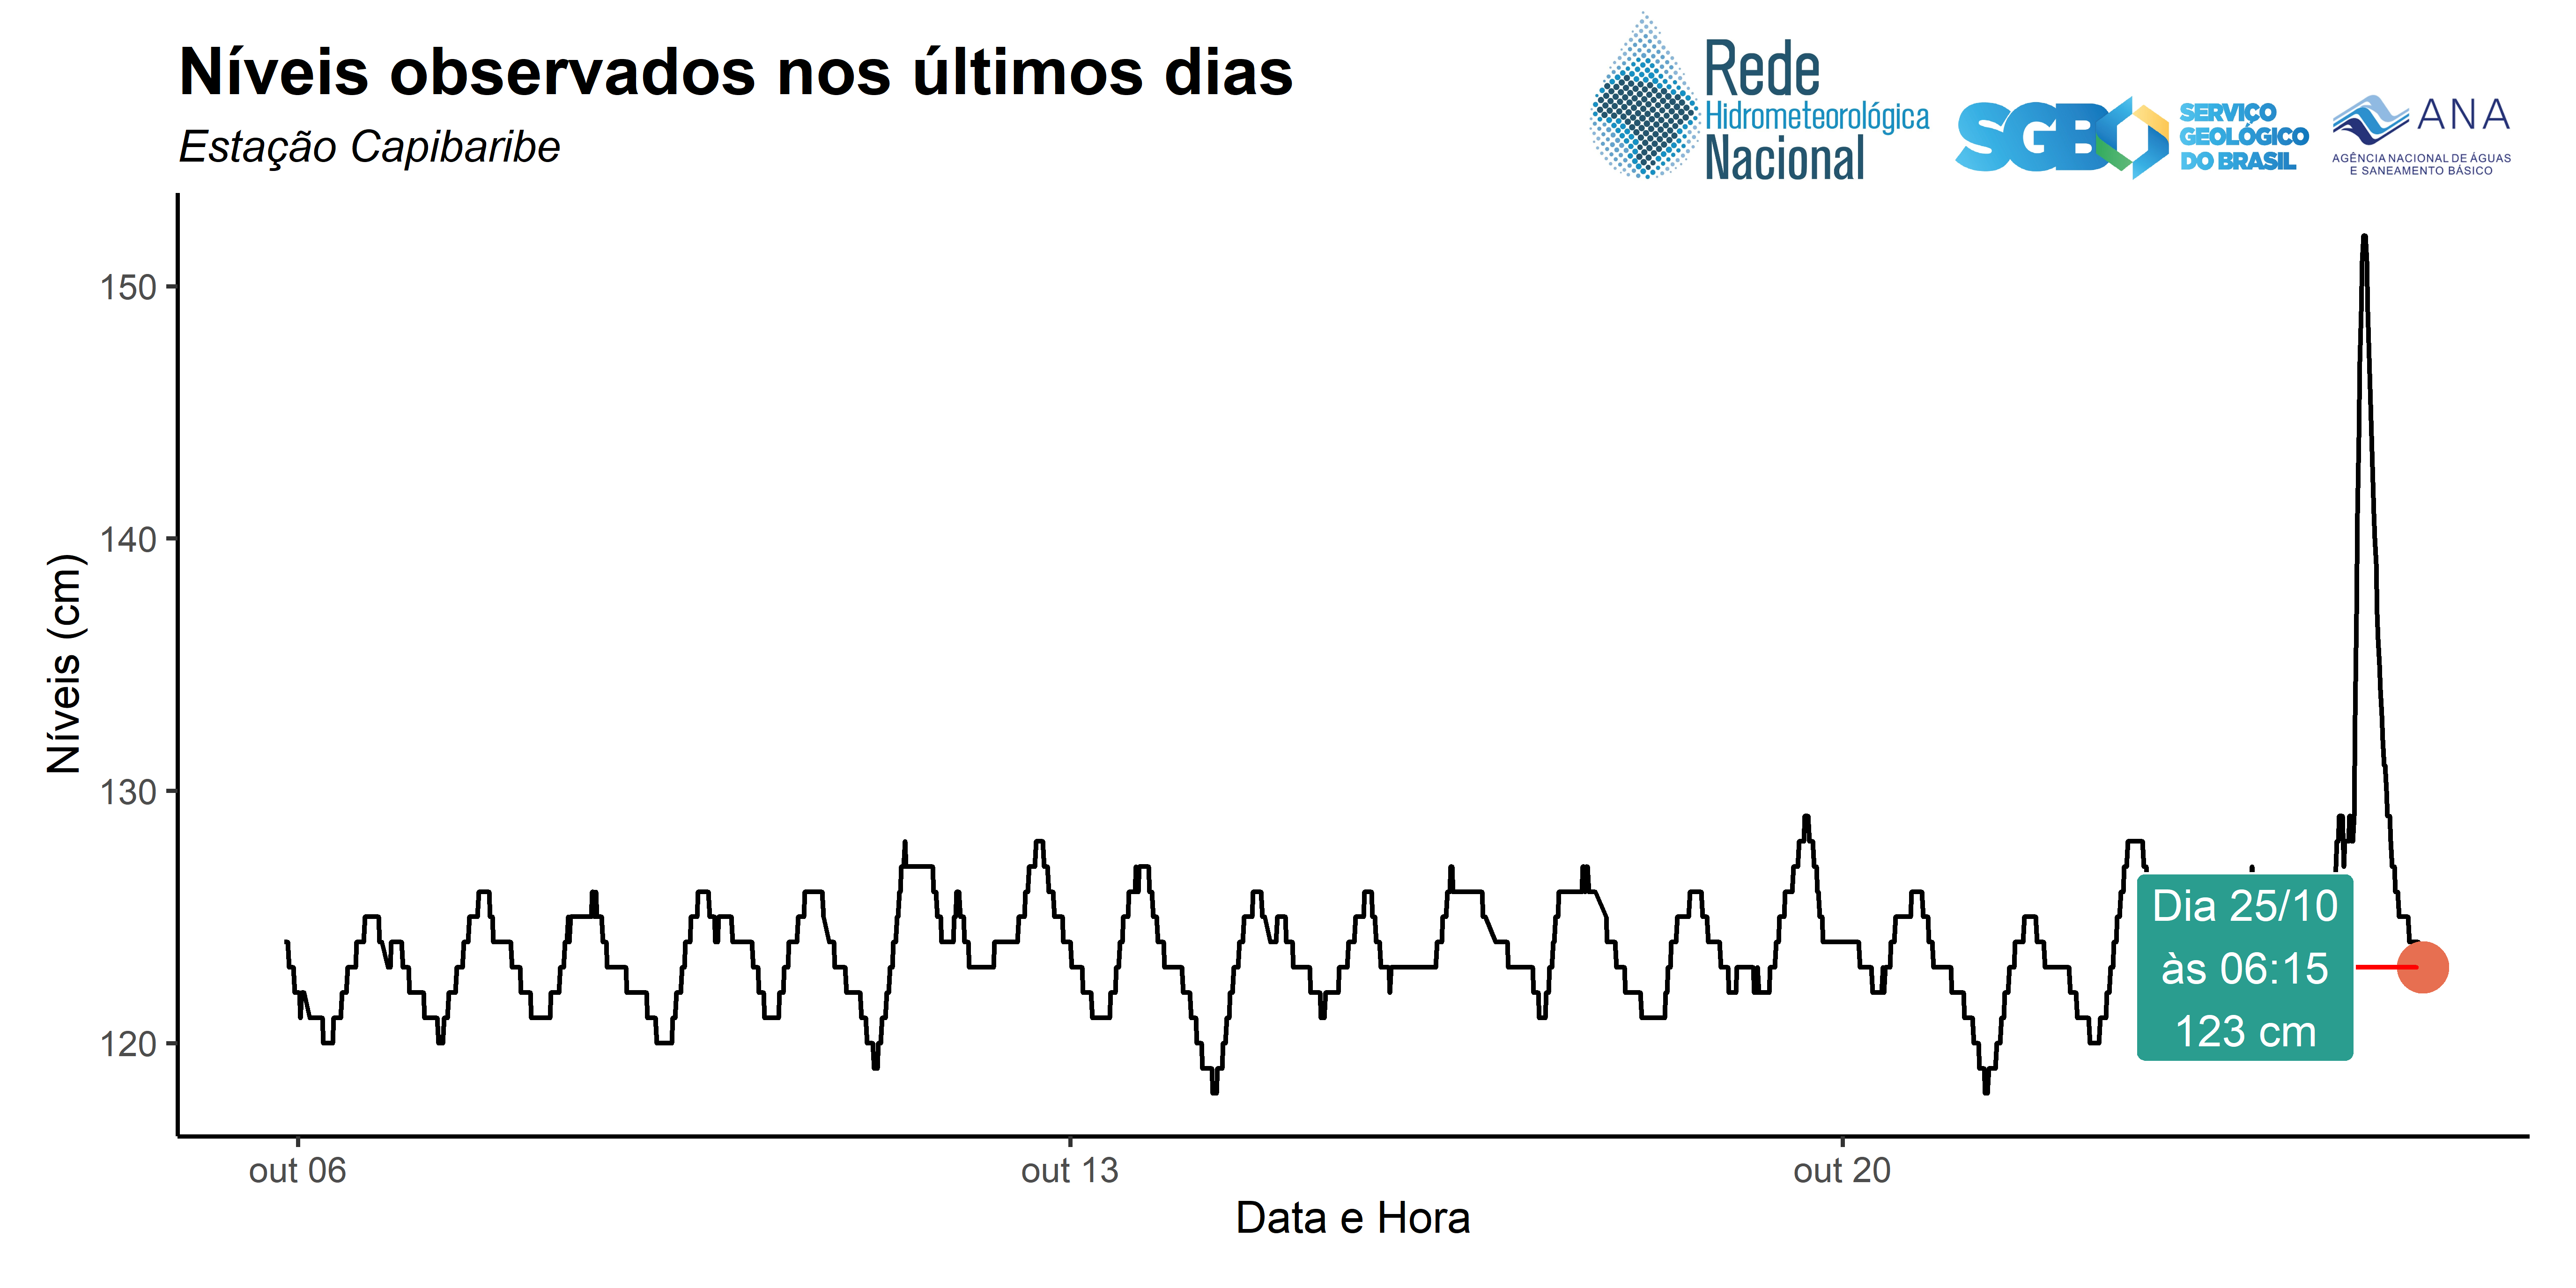 Níveis observados nos últimos dias
Estação Capibaribe
Rede
Hidrometeorológica
Nacional
SGB
SERVIÇO
GEOLÓGICO
DO BRASIL
ANA
AGÊNCIA NACIONAL DE ÁGUAS
E SANEAMENTO BÁSICO
Níveis (cm)
150
140
130
120
Dia 25/10
às 06:15
123 cm
out 06
out 13
out 20
Data e Hora